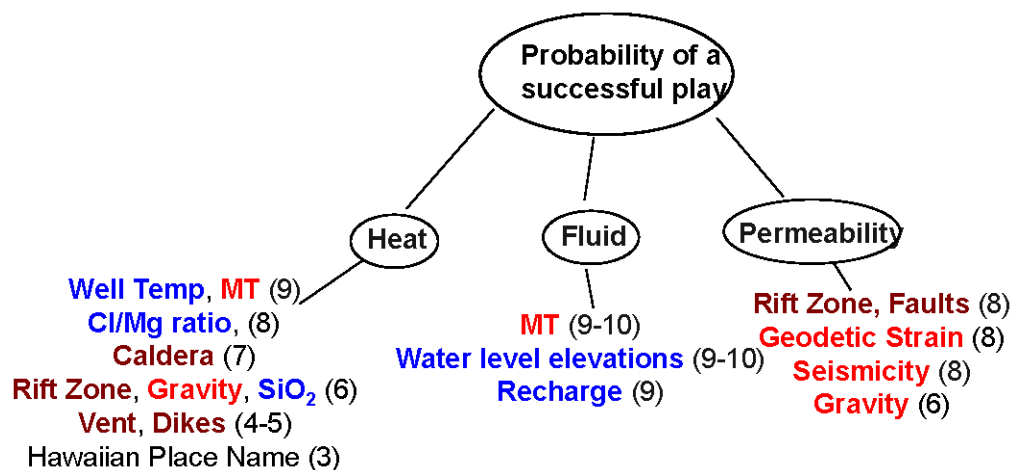 Probability of a
successful play
Heat
Fluid
Permeability
Well Temp, MT (9)
Cl/Mg ratio, (8)
Caldera (7)
Rift Zone, Gravity, SiO₂ (6)
Vent, Dikes (4-5)
Hawaiian Place Name (3)
MT (9-10)
Water level elevations (9-10)
Recharge (9)
Rift Zone, Faults (8)
Geodetic Strain (8)
Seismicity (8)
Gravity (6)